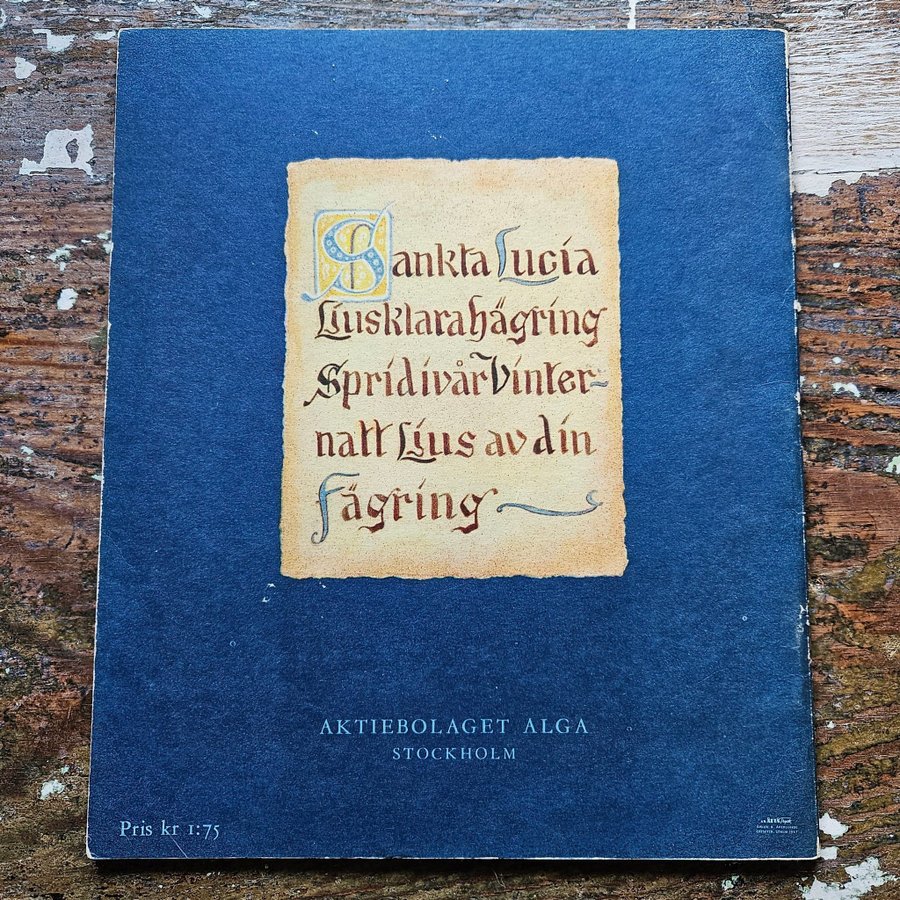 Sankta Lucia
Ljusklara hägring
Sprid i vår Vinter-
natt Ljus av din
Fägring
AKTIEBOLAGET ALGA
STOCKHOLM
Pris kr 1:75